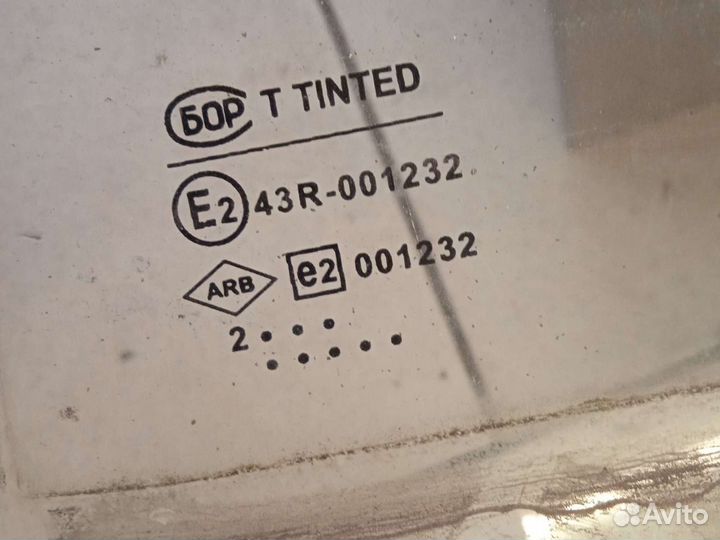 БОР T TINTED
E2 43R-001232
ARB e2 001232
2 • • •
• • • • •
Avito